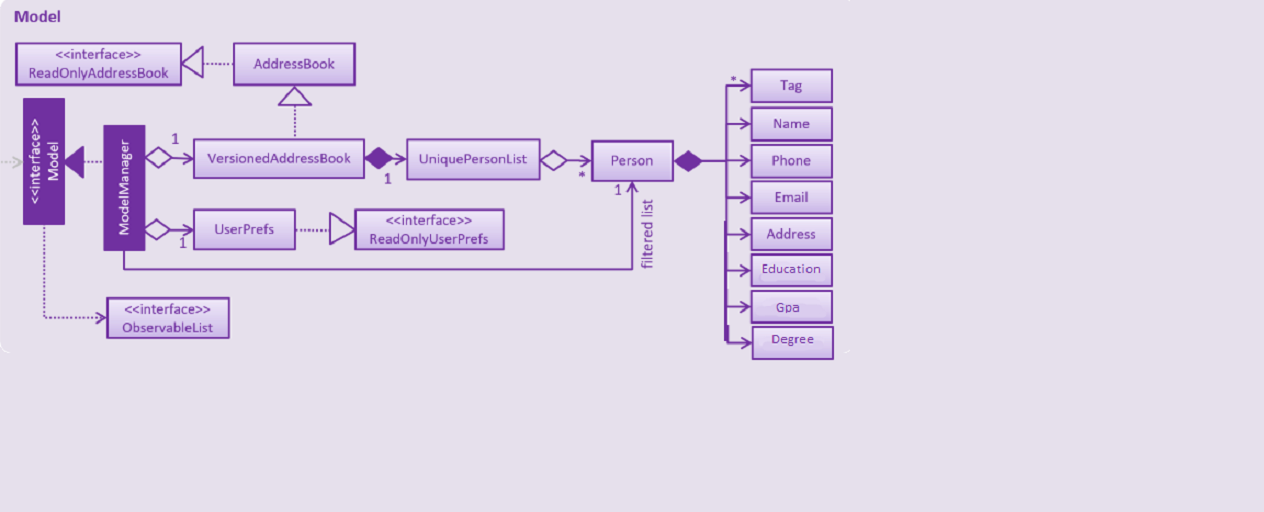 Model
<<interface>>
ReadOnlyAddressBook
AddressBook
<<interface>>
Model
ModelManager
1
VersionedAddressBook
1
UniquePersonList
*
Person
1
filtered list
1
UserPrefs
<<interface>>
ReadOnlyUserPrefs
<<interface>>
ObservableList
*
Tag
Name
Phone
Email
Address
Education
Gpa
Degree